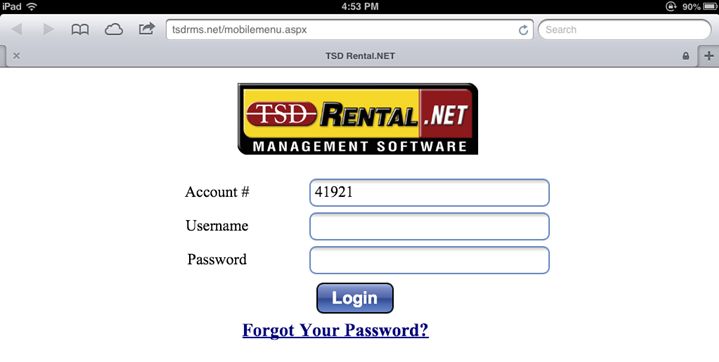 iPad 4:53 PM 90%
tsdrms.net/mobilemenu.aspx Search
TSD Rental.NET
TSD RENTAL.NET
MANAGEMENT SOFTWARE
Account # 41921
Username
Password
Login
Forgot Your Password?